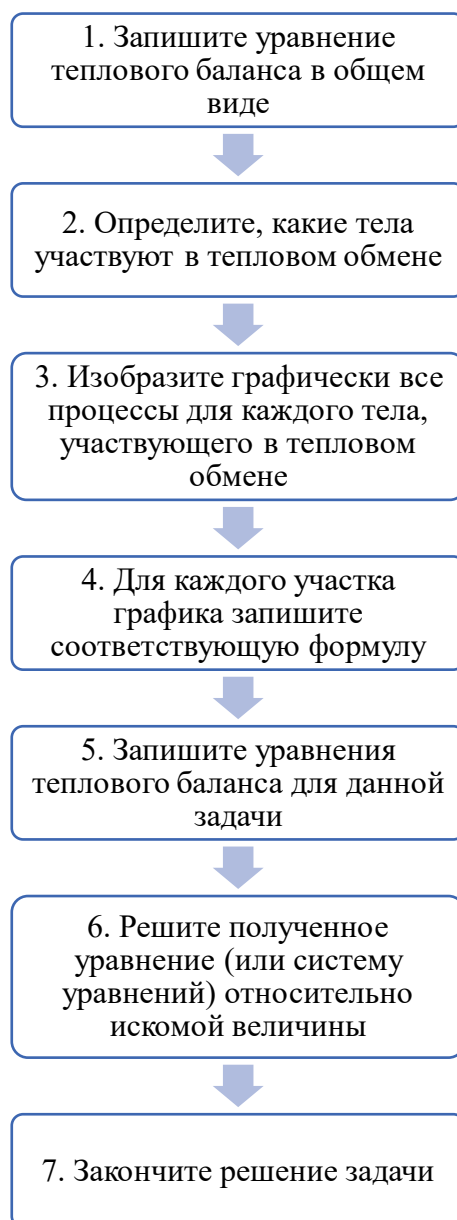 1. Запишите уравнение
теплового баланса в общем
виде
2. Определите, какие тела
участвуют в тепловом обмене
3. Изобразите графически все
процессы для каждого тела,
участвующего в тепловом
обмене
4. Для каждого участка
графика запишите
соответствующую формулу
5. Запишите уравнения
теплового баланса для данной
задачи
6. Решите полученное
уравнение (или систему
уравнений) относительно
искомой величины
7. Закончите решение задачи